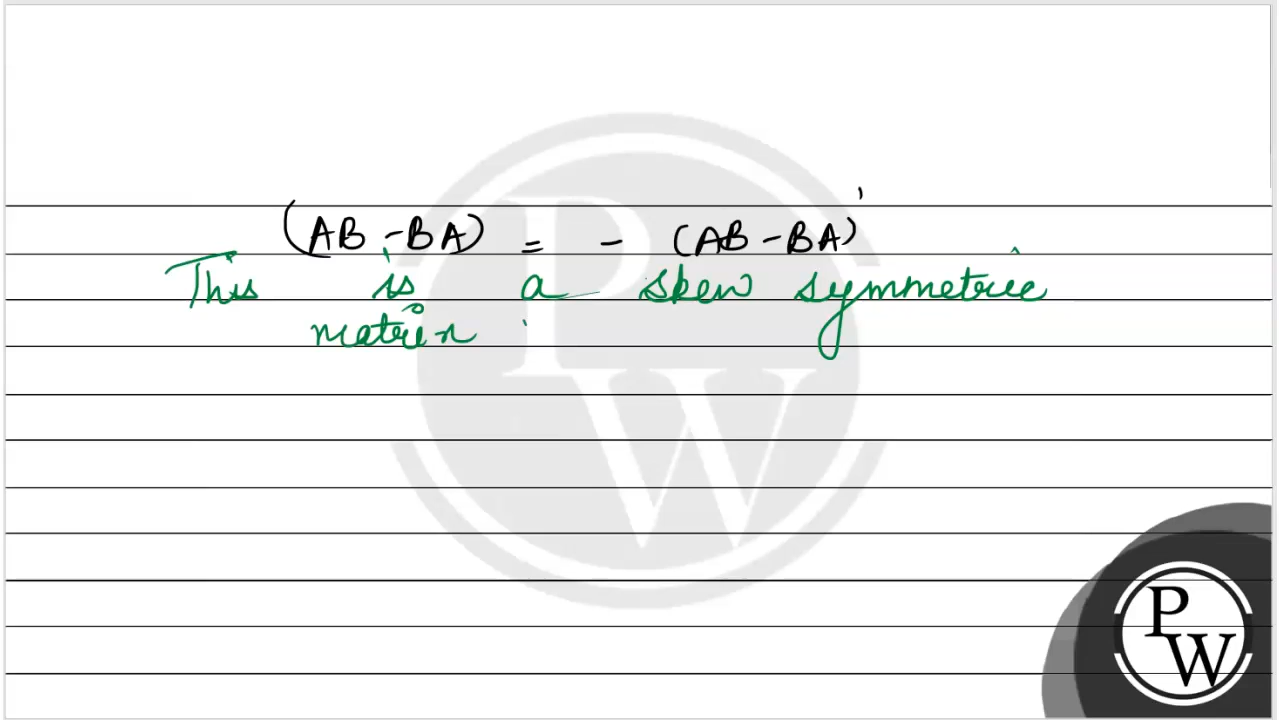 (AB - BA) = - (AB - BA)'
This is a skew symmetric
matrix
P
W
P
W